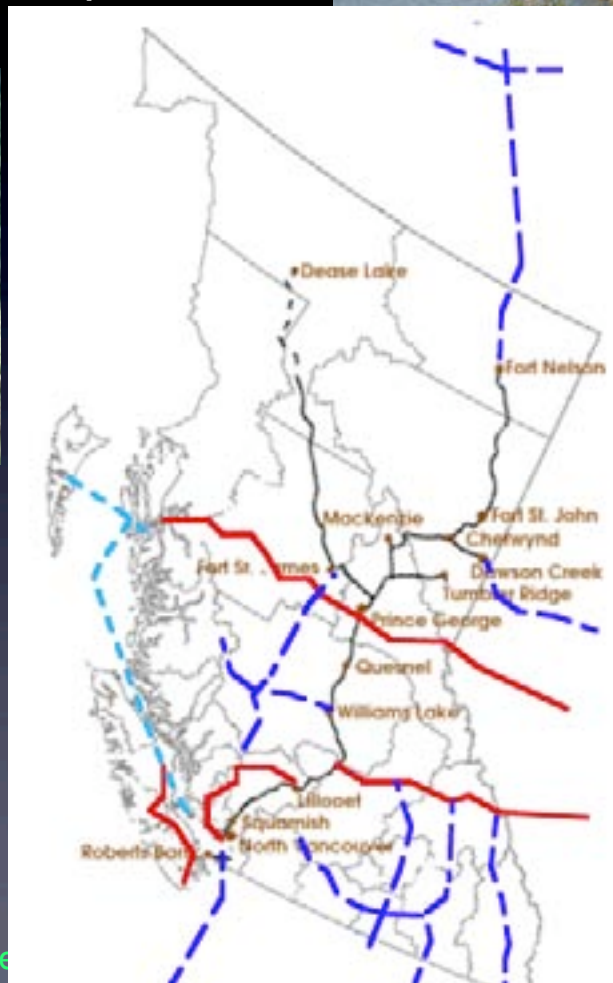 Dease Lake
Fort Nelson
Fort St. John
Mackenzie
Chetwynd
Fort St. James
Dawson Creek
Tumbler Ridge
Prince George
Quesnel
Williams Lake
Lillooet
Squamish
North Vancouver
Roberts Bank